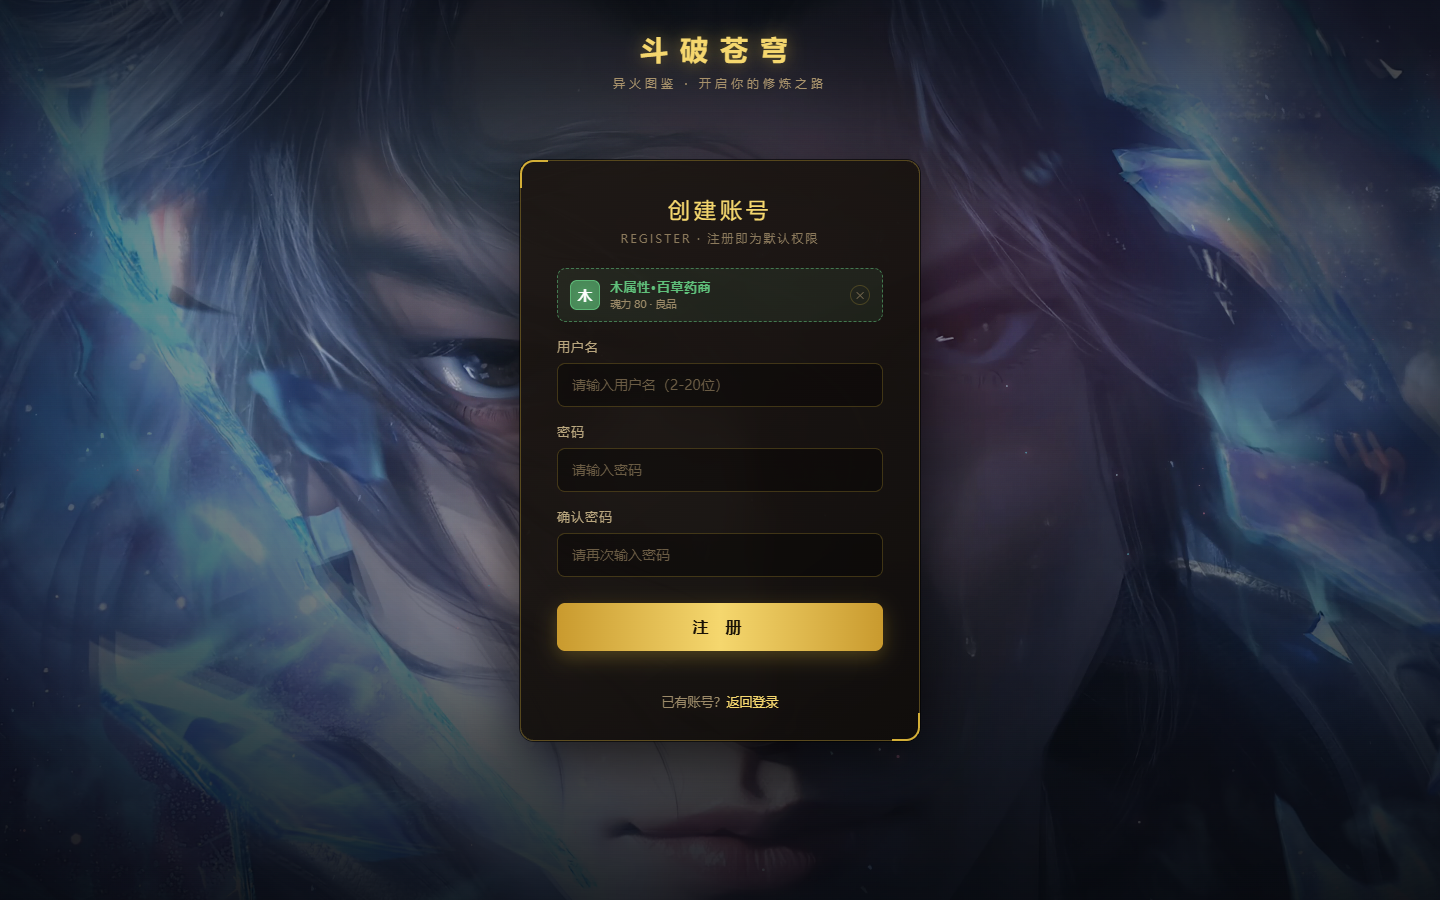 斗破苍穹
异火图鉴 · 开启你的修炼之路
创建账号
REGISTER · 注册即为默认权限
木
木属性•百草药商
魂力 80 · 良品
用户名
请输入用户名（2-20位）
密码
请输入密码
确认密码
请再次输入密码
注 册
已有账号？返回登录